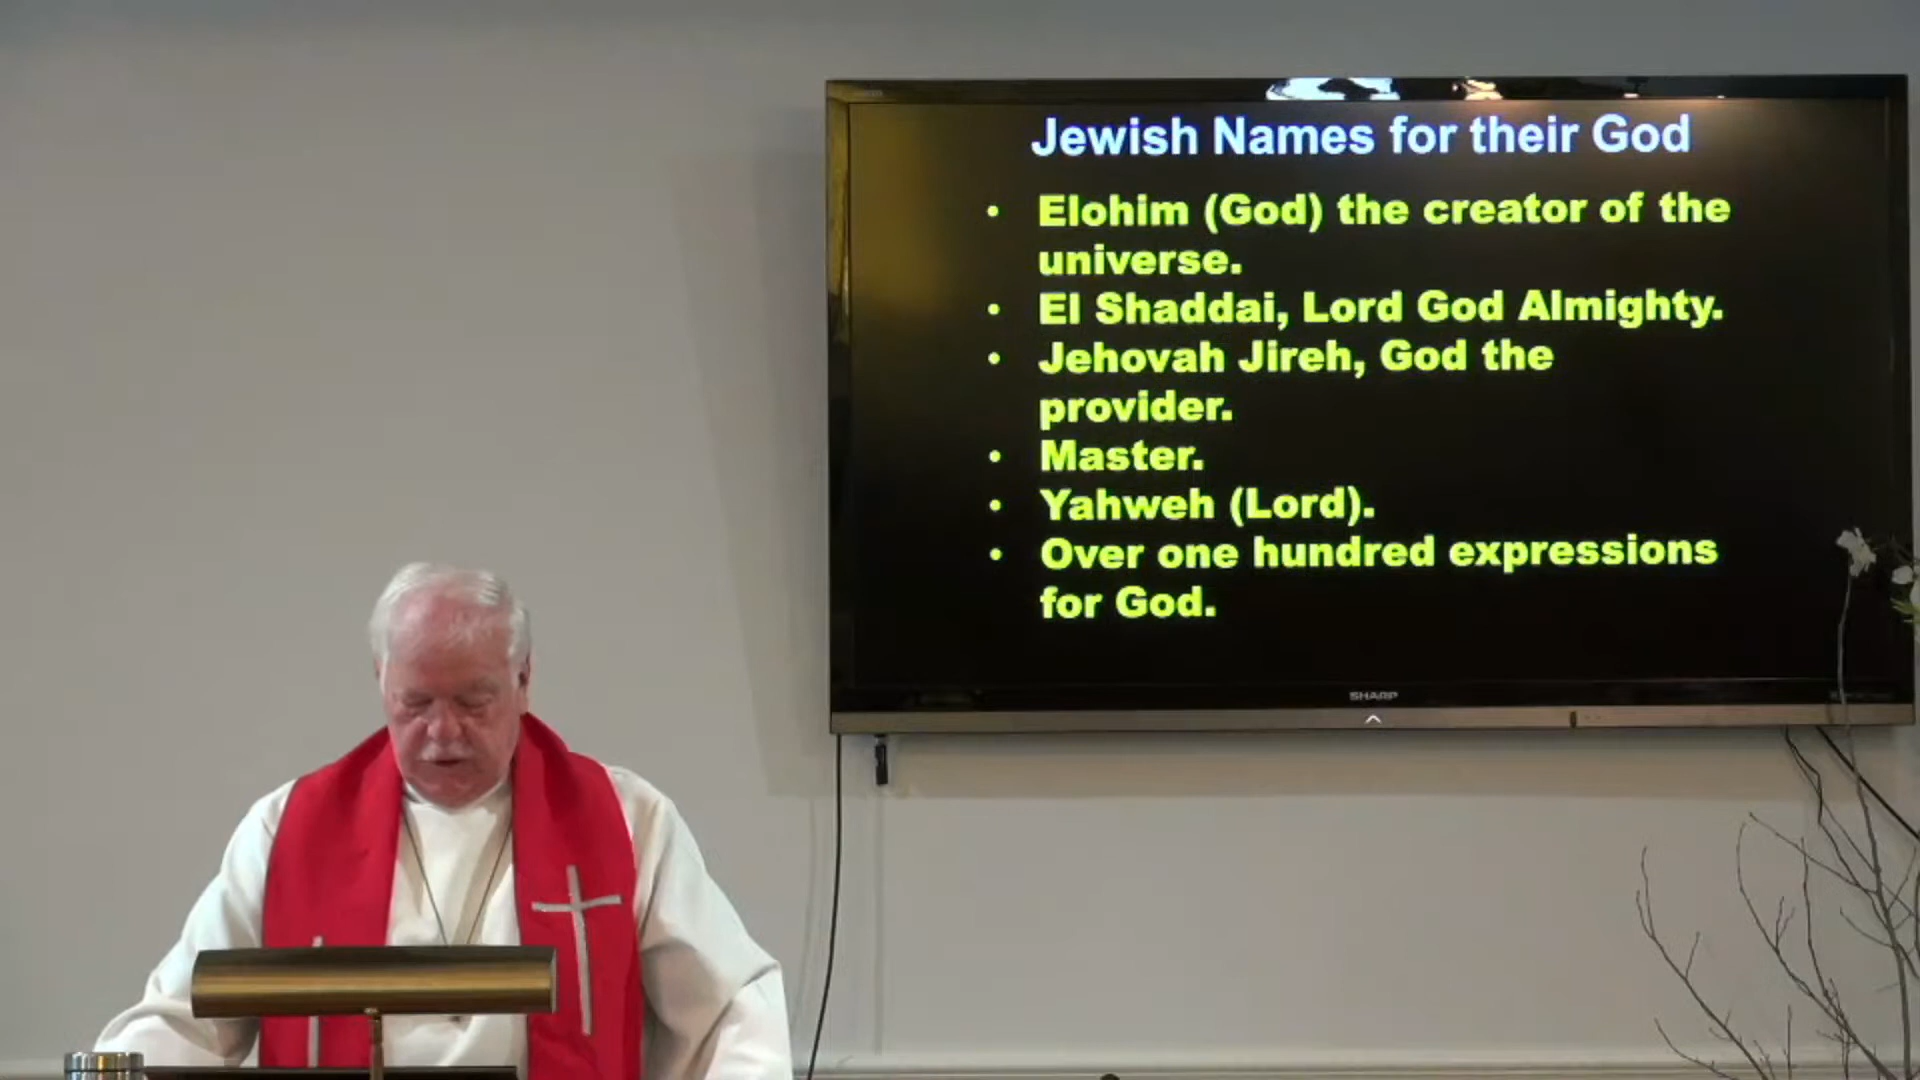 Jewish Names for their God
• Elohim (God) the creator of the
universe.
• El Shaddai, Lord God Almighty.
• Jehovah Jireh, God the
provider.
• Master.
• Yahweh (Lord).
• Over one hundred expressions
for God.
SHARP